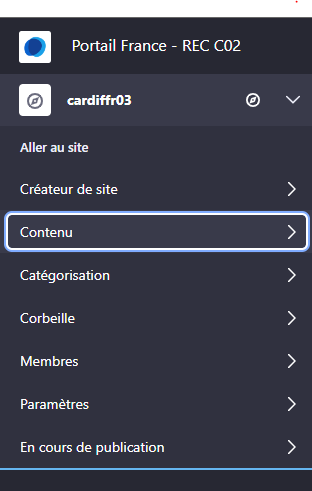 Portail France - REC C02
cardiffr03
Aller au site
Créateur de site
Contenu
Catégorisation
Corbeille
Membres
Paramètres
En cours de publication